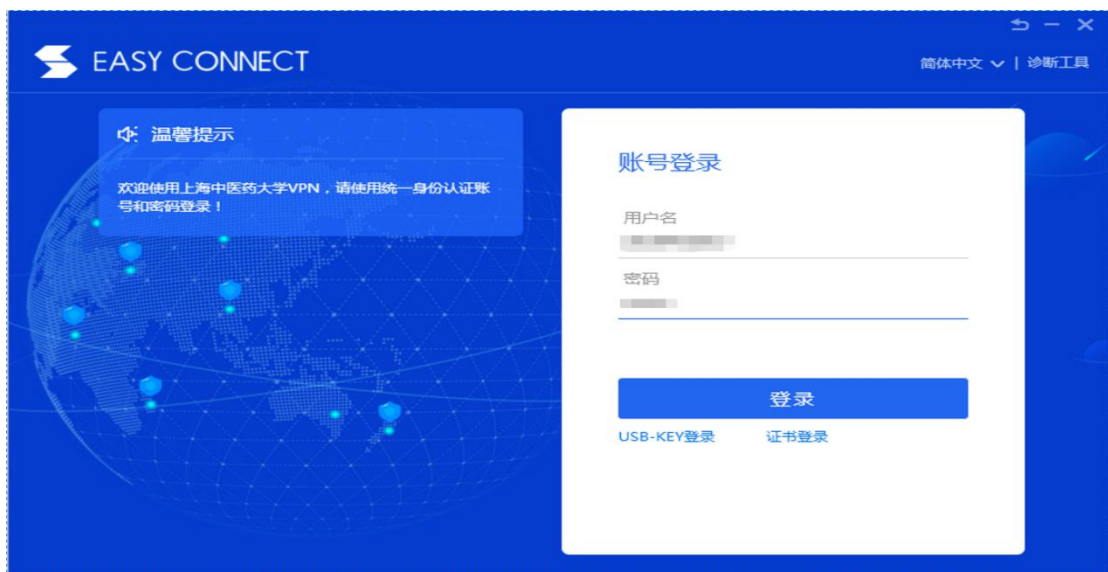 EASY CONNECT
简体中文 | 诊断工具
温馨提示
欢迎使用上海中医药大学VPN，请使用统一身份认证账
号和密码登录！
账号登录
用户名
密码
登录
USB-KEY登录 证书登录